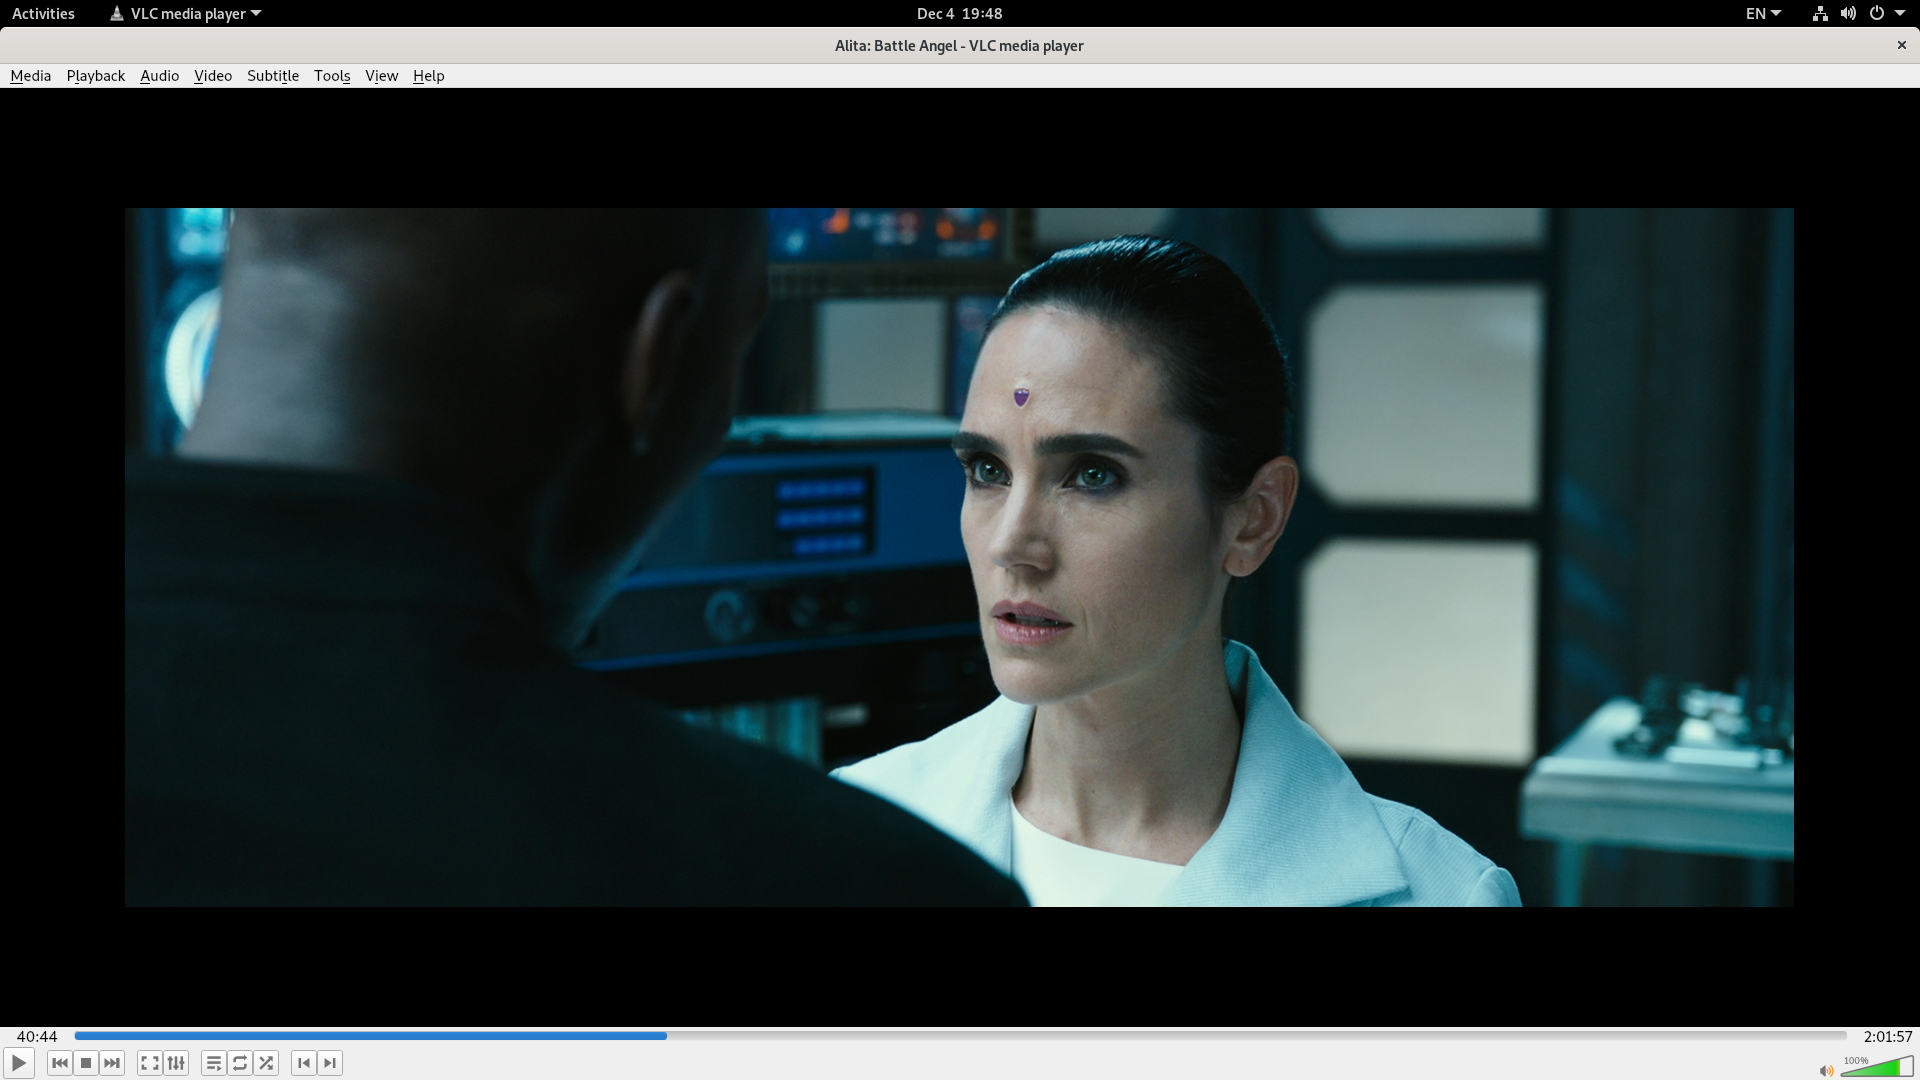 Activities VLC media player Dec 4 19:48 EN
Alita: Battle Angel - VLC media player
Media Playback Audio Video Subtitle Tools View Help
40:44 2:01:57
100%